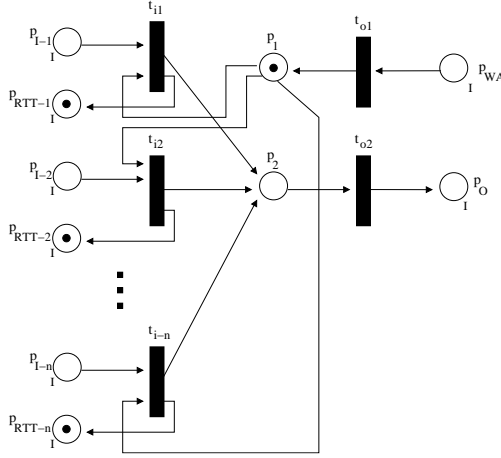 t_i1
t_o1
p_I−1
I
p_1
p_WA
I
p_RTT−1
I
t_i2
t_o2
p_I−2
I
p_2
p_O
I
p_RTT−2
I
t_i−n
p_I−n
I
p_RTT−n
I